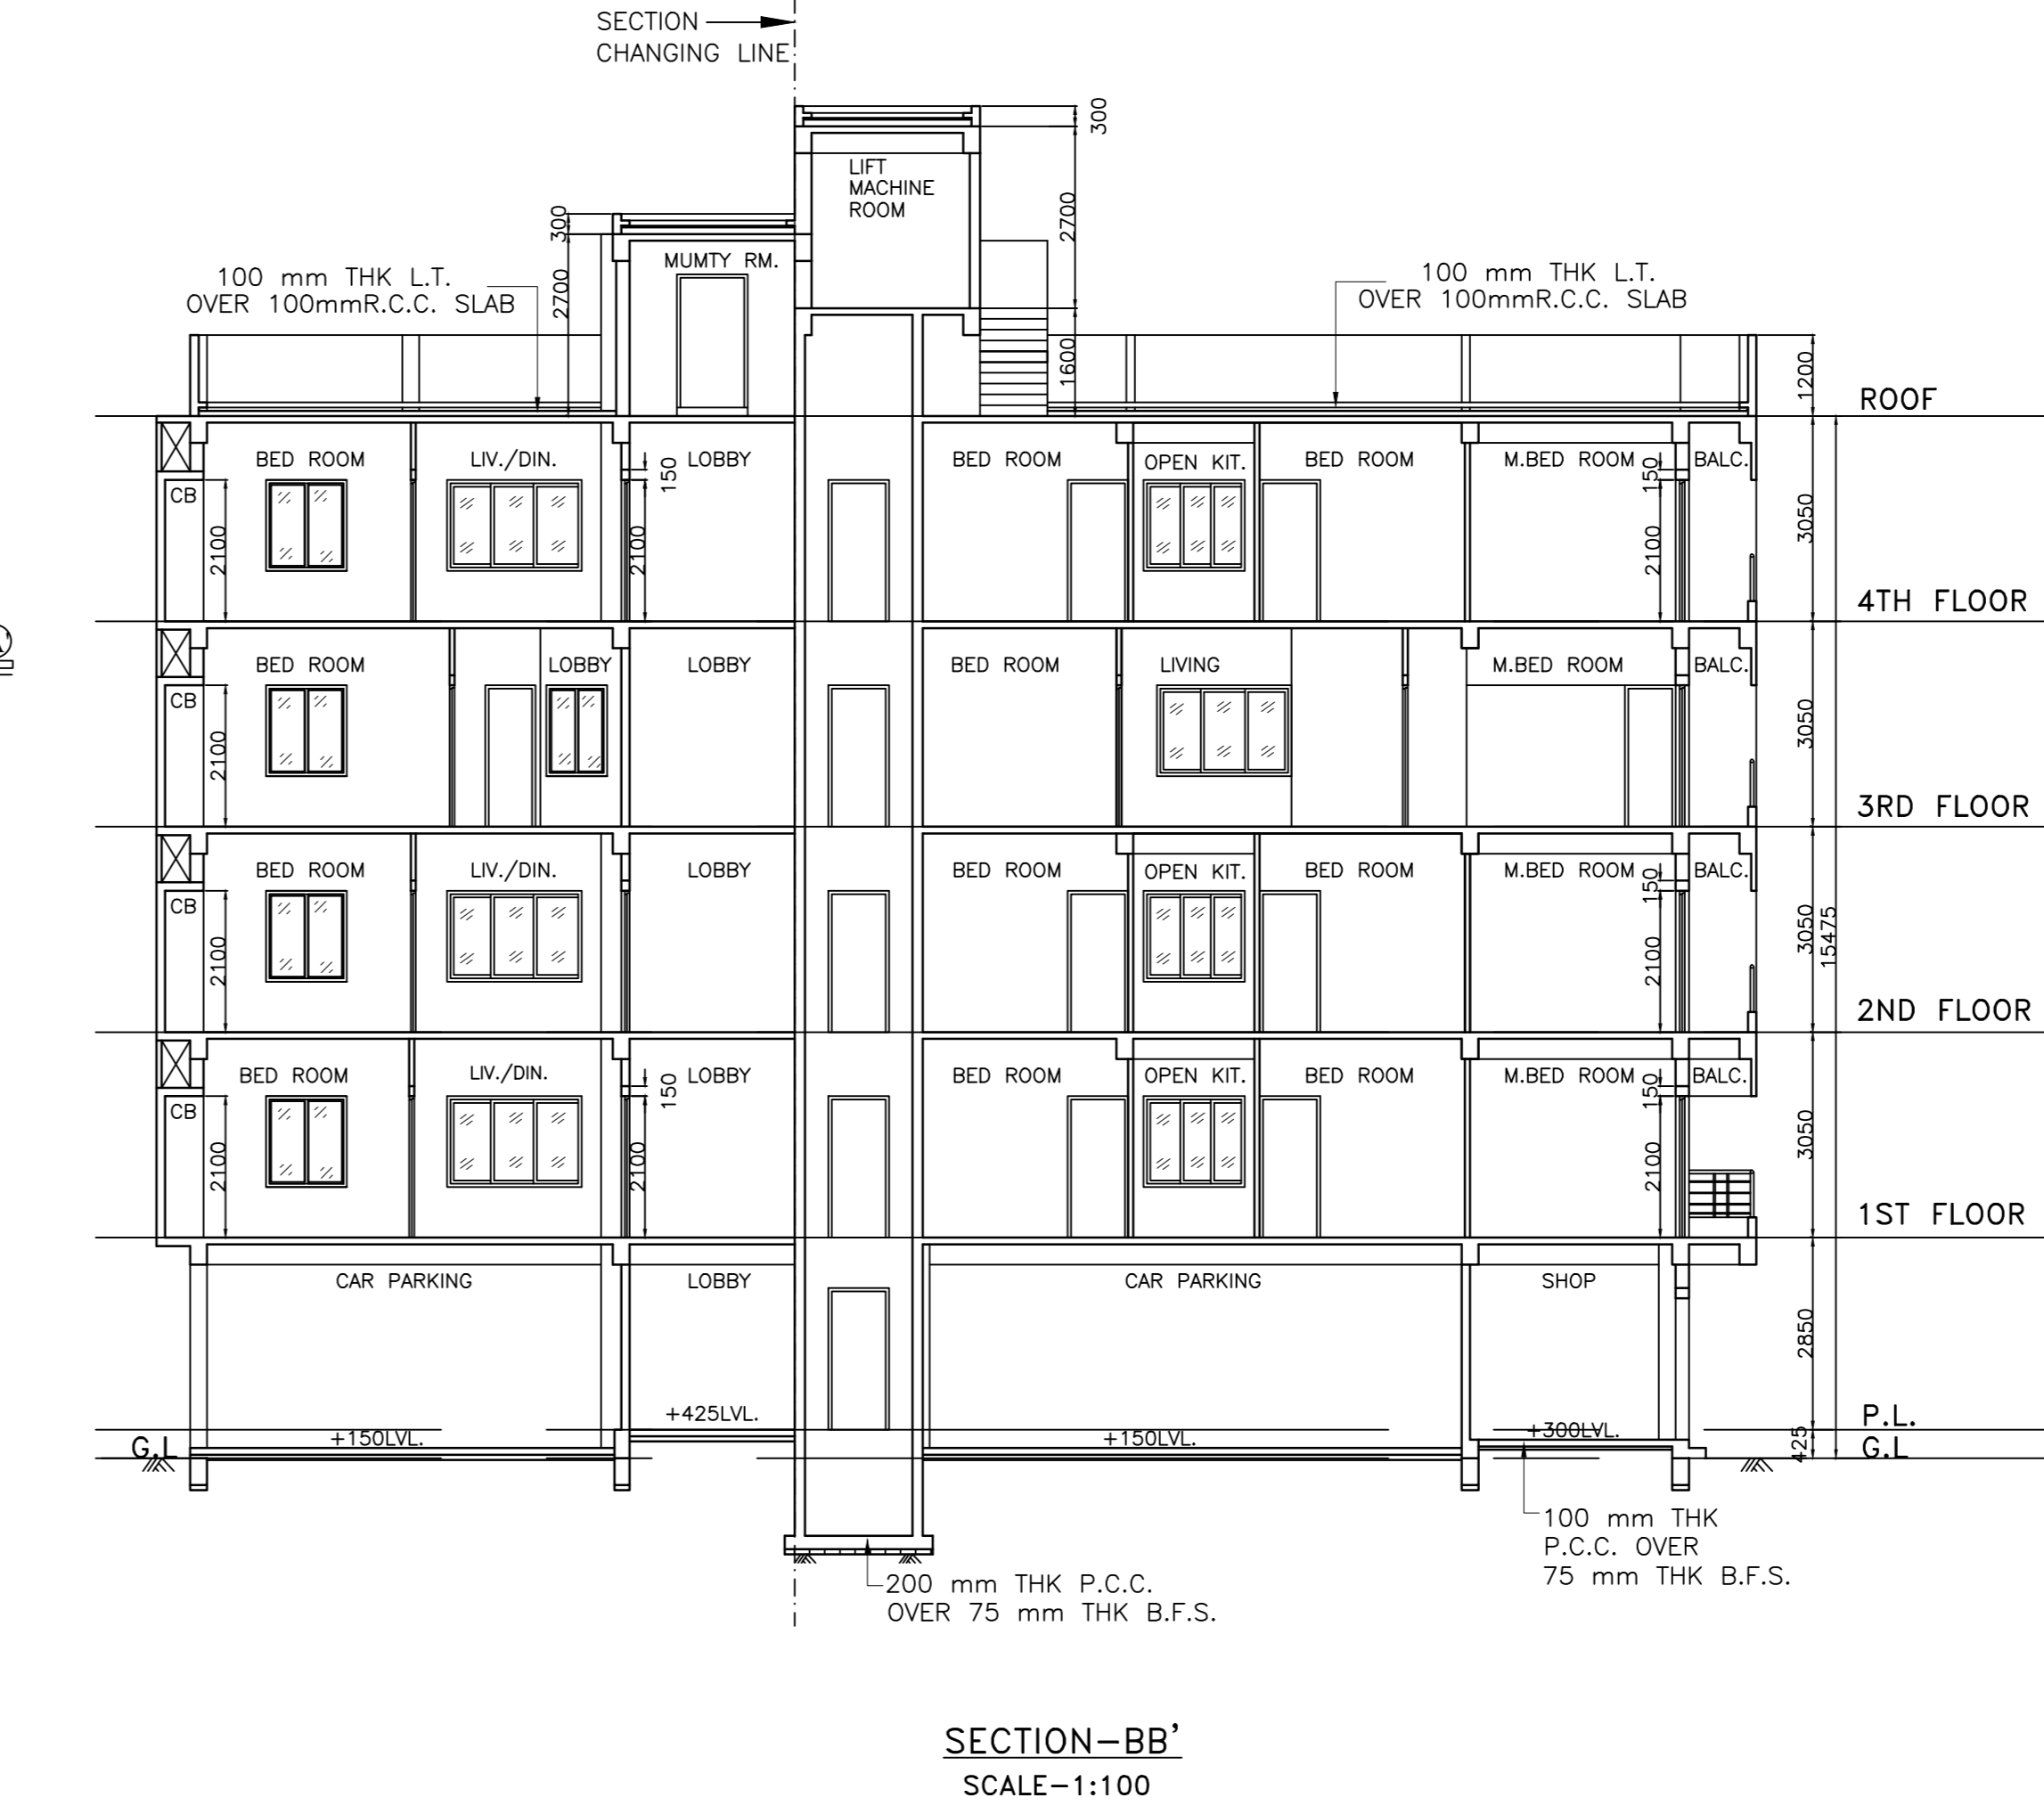 SECTION
CHANGING LINE
300
LIFT
MACHINE
ROOM
2700
300
MUMTY RM.
2700
100 mm THK L.T.
OVER 100mmR.C.C. SLAB
100 mm THK L.T.
OVER 100mmR.C.C. SLAB
1600
1200
ROOF
BED ROOM
LIV./DIN.
150
LOBBY
BED ROOM
OPEN KIT.
BED ROOM
M.BED ROOM
150
BALC.
CB
2100
2100
2100
3050
4TH FLOOR
BED ROOM
LOBBY
LOBBY
BED ROOM
LIVING
M.BED ROOM
BALC.
CB
2100
3050
3RD FLOOR
BED ROOM
LIV./DIN.
LOBBY
BED ROOM
OPEN KIT.
BED ROOM
M.BED ROOM
150
BALC.
CB
2100
2100
3050
15475
2ND FLOOR
BED ROOM
LIV./DIN.
150
LOBBY
BED ROOM
OPEN KIT.
BED ROOM
M.BED ROOM
150
BALC.
CB
2100
2100
2100
3050
1ST FLOOR
CAR PARKING
LOBBY
CAR PARKING
SHOP
2850
+425LVL.
P.L.
G.L
+150LVL.
+150LVL.
+300LVL.
425
G.L
100 mm THK
P.C.C. OVER
75 mm THK B.F.S.
200 mm THK P.C.C.
OVER 75 mm THK B.F.S.
SECTION-BB'
SCALE-1:100